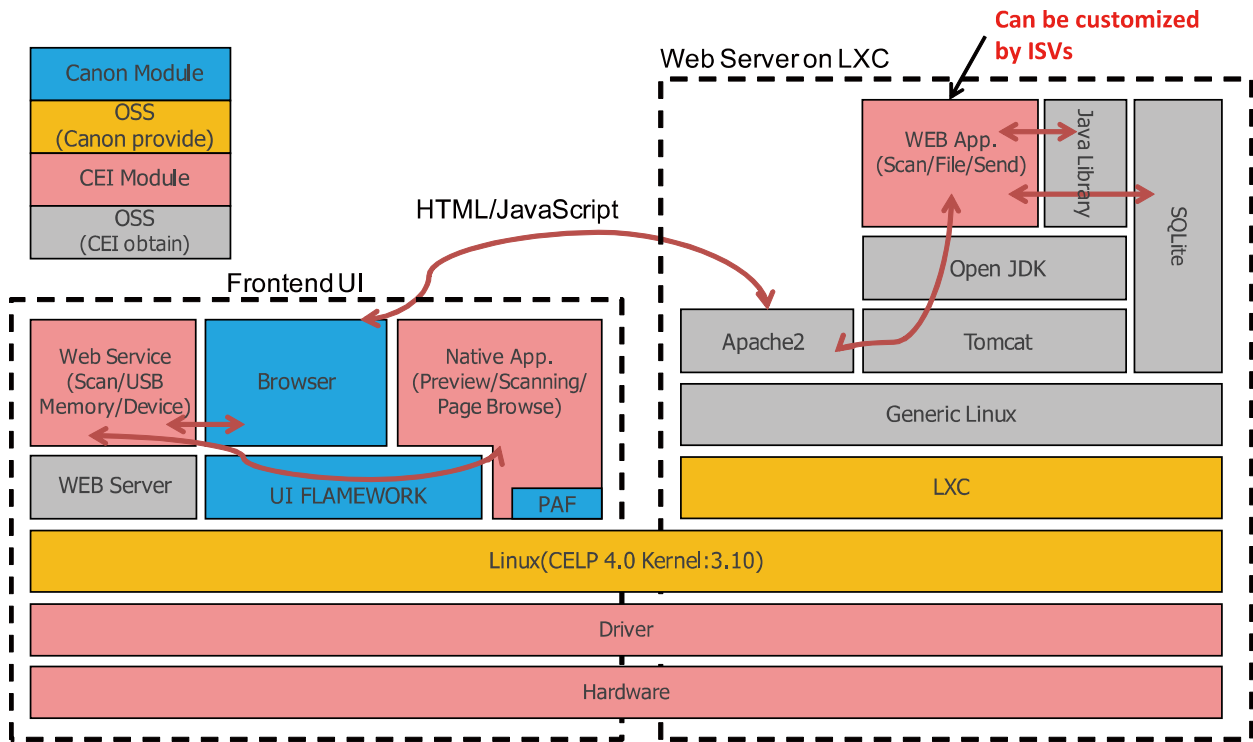 Can be customized
by ISVs
Web Server on LXC
Canon Module
OSS
(Canon provide)
CEI Module
OSS
(CEI obtain)
WEB App.
(Scan/File/Send)
Java Library
SQLite
HTML/JavaScript
Open JDK
Frontend UI
Apache2
Tomcat
Web Service
(Scan/USB
Memory/Device)
Browser
Native App.
(Preview/Scanning/
Page Browse)
Generic Linux
WEB Server
UI FLAMEWORK
PAF
LXC
Linux(CELP 4.0 Kernel:3.10)
Driver
Hardware